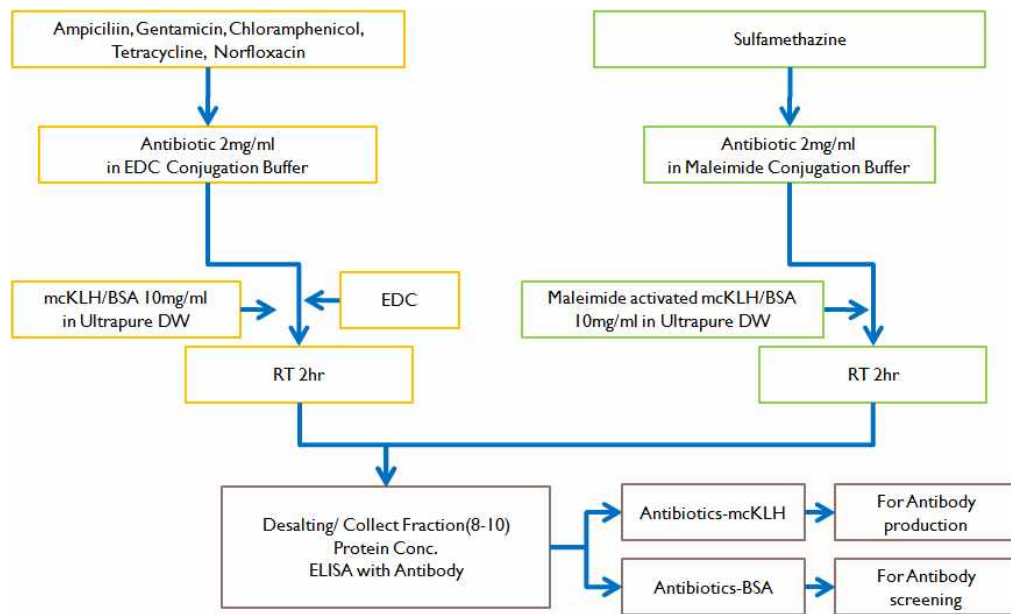 Ampiciliin, Gentamicin, Chloramphenicol,
Tetracycline, Norfloxacin
Sulfamethazine
Antibiotic 2mg/ml
in EDC Conjugation Buffer
Antibiotic 2mg/ml
in Maleimide Conjugation Buffer
mcKLH/BSA 10mg/ml
in Ultrapure DW
EDC
Maleimide activated mcKLH/BSA
10mg/ml in Ultrapure DW
RT 2hr
RT 2hr
Desalting/ Collect Fraction(8-10)
Protein Conc.
ELISA with Antibody
Antibiotics-mcKLH
For Antibody
production
Antibiotics-BSA
For Antibody
screening